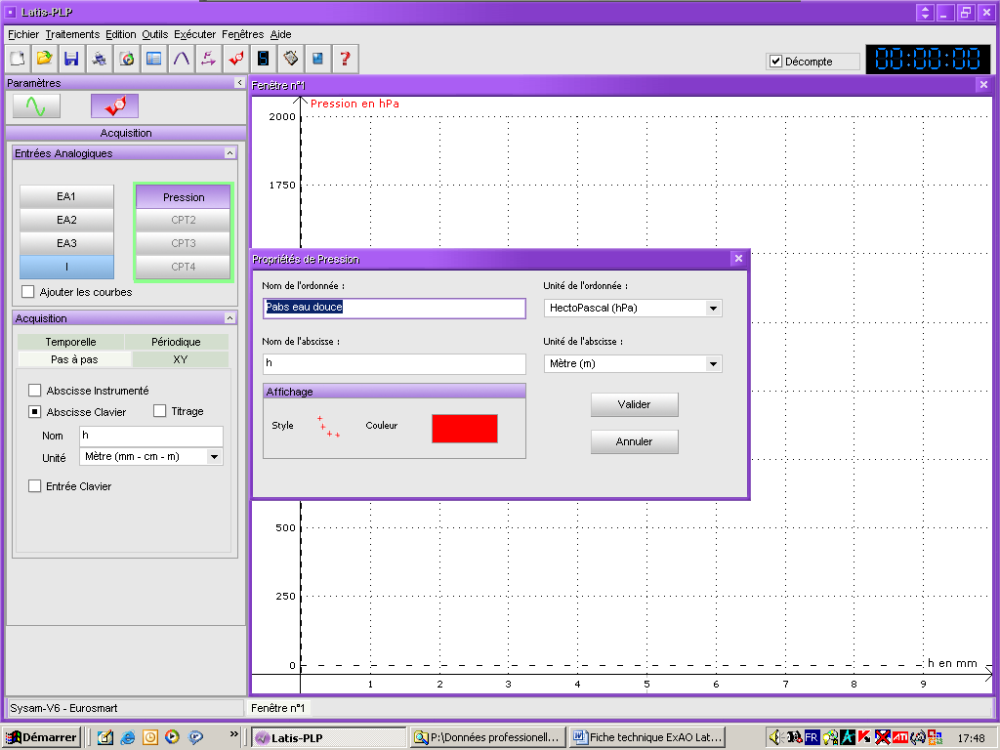 Latis-PLP
Fichier Traitements Edition Outils Exécuter Fenêtres Aide
Décompte
00:00:00
Paramètres
Acquisition
Entrées Analogiques
EA1
EA2
EA3
I
Pression
CPT2
CPT3
CPT4
Ajouter les courbes
Acquisition
Temporelle Périodique
Pas à pas XY
Abscisse Instrumenté
Abscisse Clavier Titrage
Nom h
Unité Mètre (mm - cm - m)
Entrée Clavier
Fenêtre n°1
Pression en hPa
2000
1750
Propriétés de Pression
Nom de l'ordonnée :
Unité de l'ordonnée :
Pabs eau douce
HectoPascal (hPa)
Nom de l'abscisse :
Unité de l'abscisse :
h
Mètre (m)
Affichage
Style
Couleur
Valider
Annuler
500
250
0
h en mm
1 2 3 4 5 6 7 8 9
Sysam-V6 - Eurosmart
Fenêtre n°1
Démarrer
»
Latis-PLP
P:\Données professionell...
Fiche technique ExAO Lat...
FR
17:48